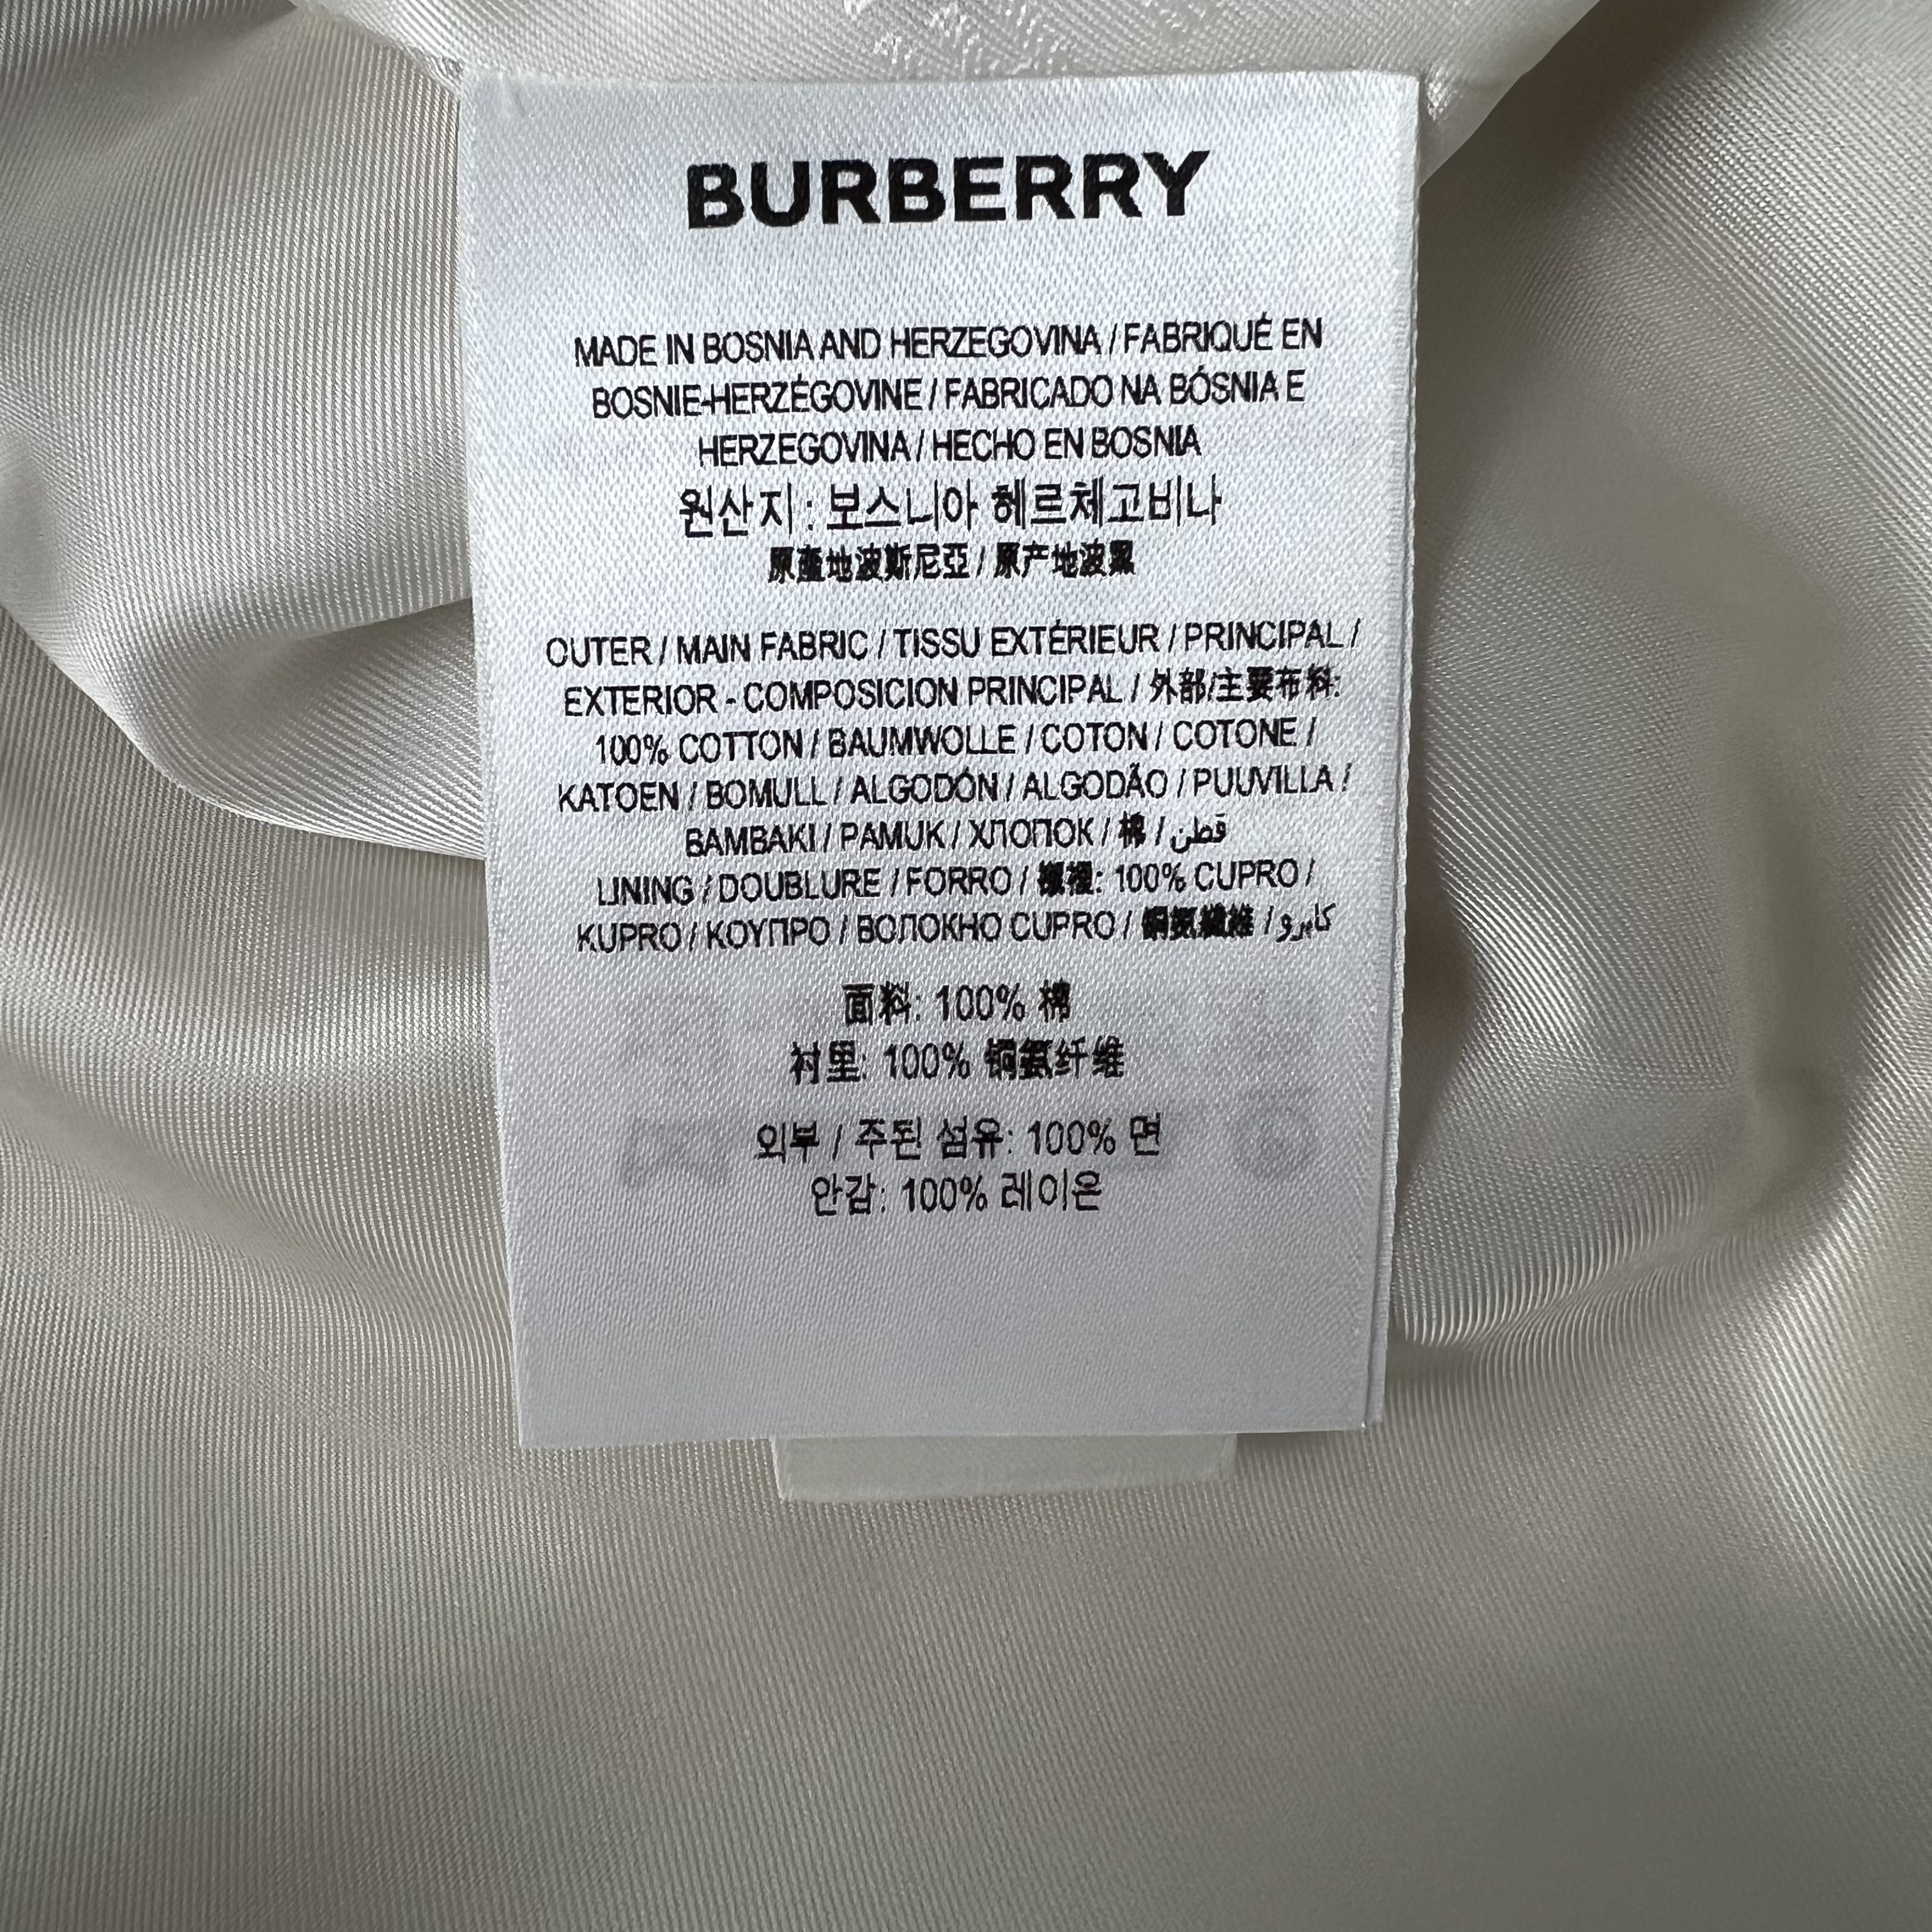 BURBERRY
MADE IN BOSNIA AND HERZEGOVINA / FABRIQUÉ EN
BOSNIE-HERZÉGOVINE / FABRICADO NA BÓSNIA E
HERZEGOVINA / HECHO EN BOSNIA
원산지 : 보스니아 헤르체고비나
原產地波斯尼亞 / 原产地波黑
OUTER / MAIN FABRIC / TISSU EXTÉRIEUR / PRINCIPAL /
EXTERIOR - COMPOSICION PRINCIPAL / 外部/主要布料:
100% COTTON / BAUMWOLLE / COTON / COTONE /
KATOEN / BOMULL / ALGODÓN / ALGODÃO / PUUVILLA /
BAMBAKI / PAMUK / ХЛОПОК / 棉 / قطن
LINING / DOUBLURE / FORRO / 襯裡: 100% CUPRO /
KUPRO / ΚΟΥΠΡΟ / ВОЛОКНО CUPRO / 銅氨纖維 / كابرو
面料: 100% 棉
衬里: 100% 铜氨纤维
외부 / 주된 섬유: 100% 면
안감: 100% 레이온